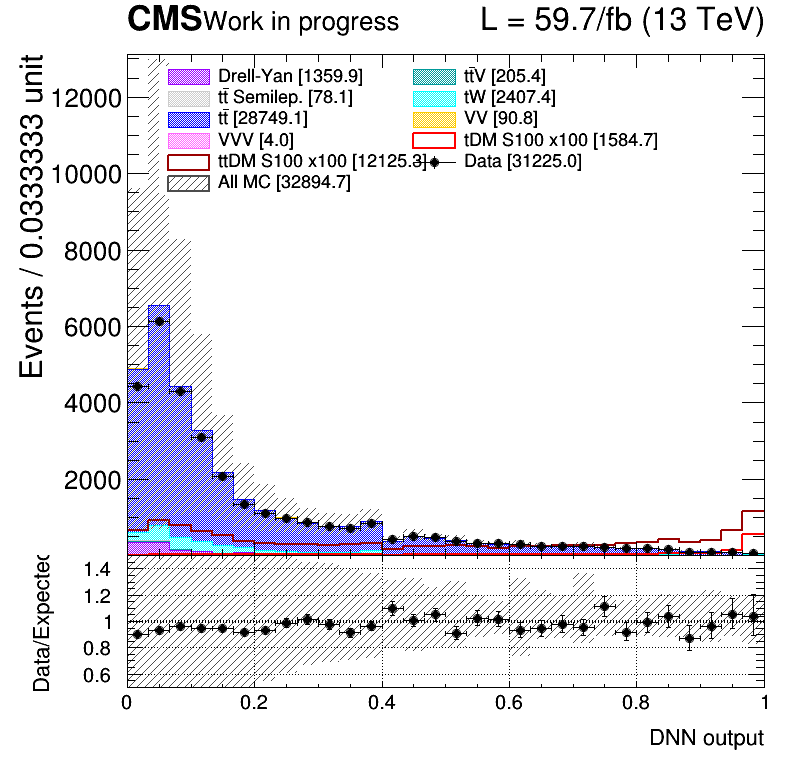 CMS Work in progress L = 59.7/fb (13 TeV)
Events / 0.0333333 unit
12000
10000
8000
6000
4000
2000
Drell-Yan [1359.9] tt̄V [205.4]
tt̄ Semilep. [78.1] tW [2407.4]
tt̄ [28749.1] VV [90.8]
VVV [4.0] tDM S100 x100 [1584.7]
ttDM S100 x100 [12125.3] Data [31225.0]
All MC [32894.7]
Data/Expected
1.4
1.2
1
0.8
0.6
0 0.2 0.4 0.6 0.8 1
DNN output